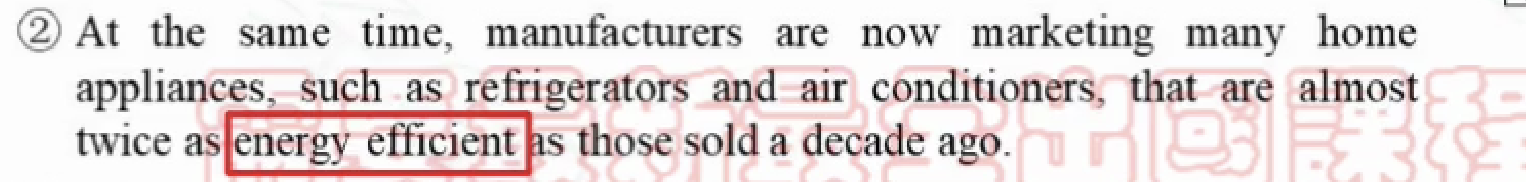 ② At the same time, manufacturers are now marketing many home
appliances, such as refrigerators and air conditioners, that are almost
twice as energy efficient as those sold a decade ago.